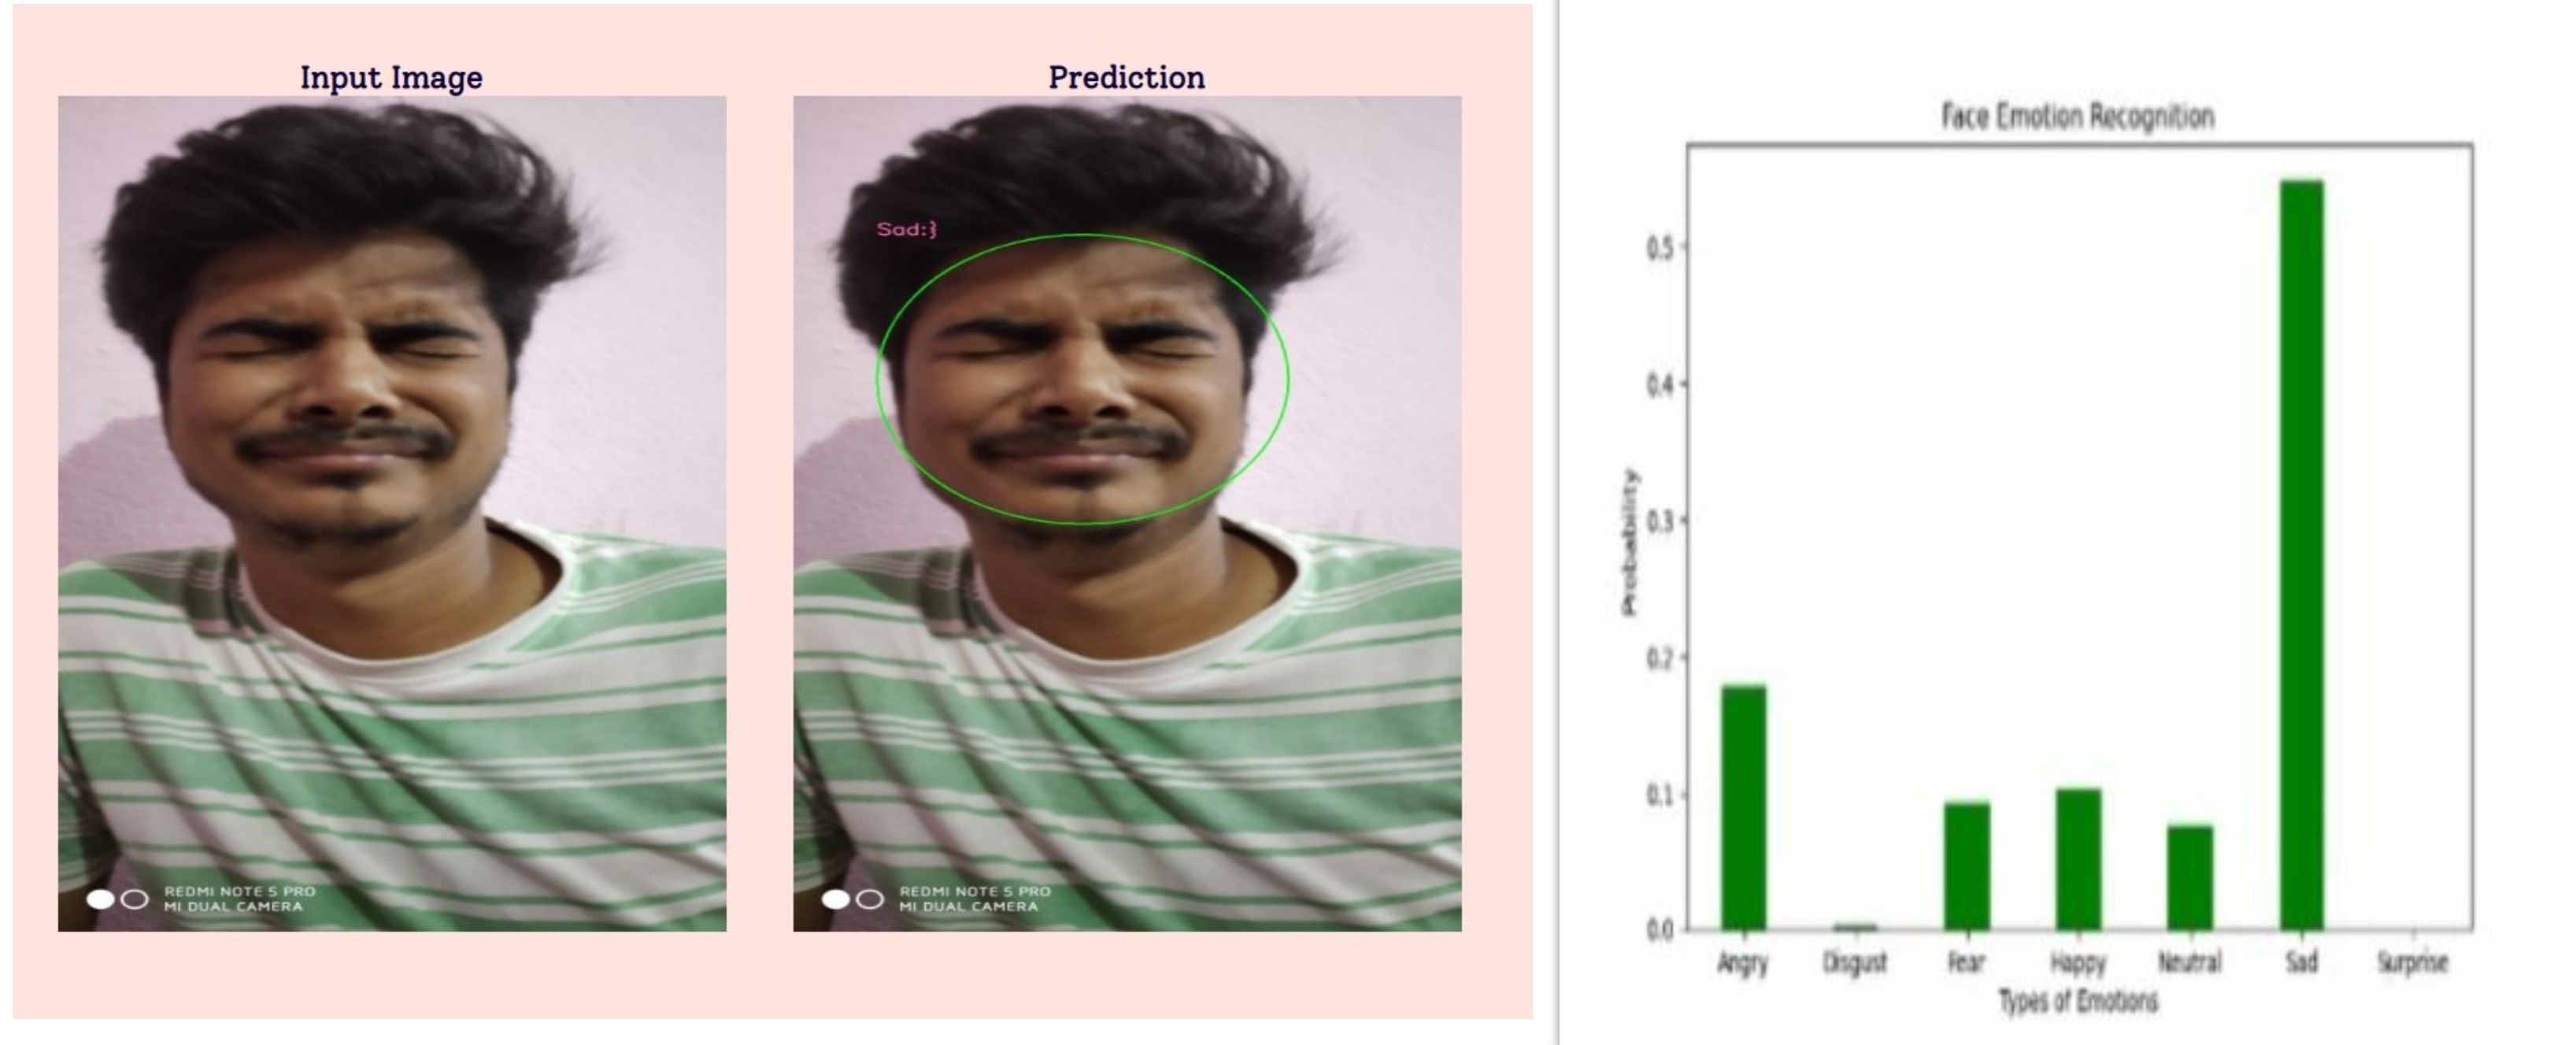 Input Image
REDMI NOTE 5 PRO
MI DUAL CAMERA
Prediction
Sad:}
REDMI NOTE 5 PRO
MI DUAL CAMERA
Face Emotion Recognition
Probability
0.5
0.4
0.3
0.2
0.1
0.0
Angry Disgust Fear Happy Neutral Sad Surprise
Types of Emotions